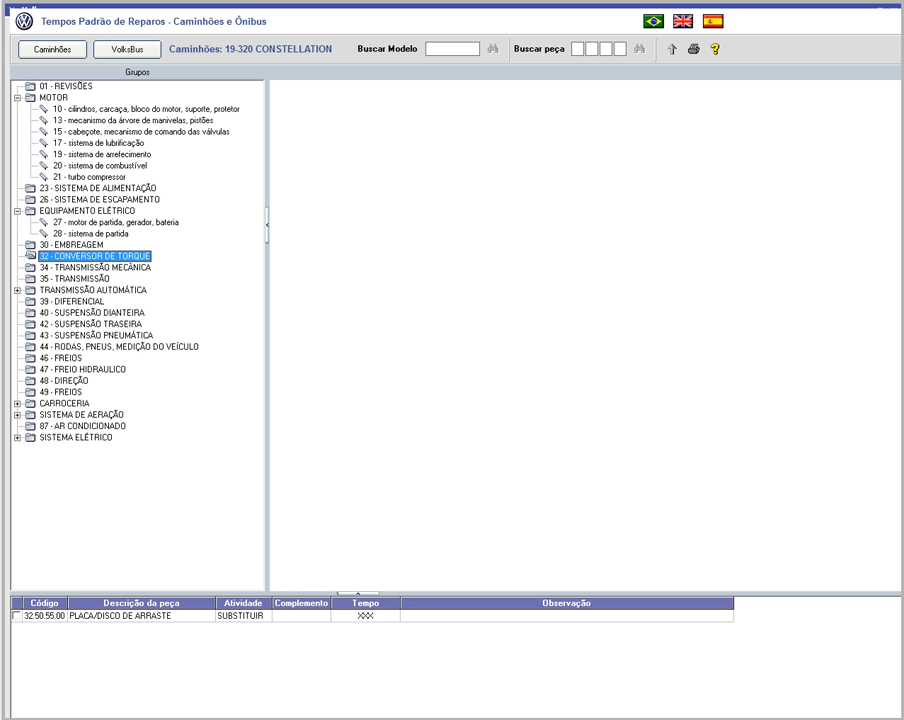 Tempos Padrão de Reparos - Caminhões e Ônibus
Caminhões
VolksBus
Caminhões: 19-320 CONSTELLATION
Buscar Modelo
Buscar peça
Grupos
01 - REVISÕES
MOTOR
10 - cilindros, carcaça, bloco do motor, suporte, protetor
13 - mecanismo da árvore de manivelas, pistões
15 - cabeçote, mecanismo de comando das válvulas
17 - sistema de lubrificação
19 - sistema de arrefecimento
20 - sistema de combustível
21 - turbo compressor
23 - SISTEMA DE ALIMENTAÇÃO
26 - SISTEMA DE ESCAPAMENTO
EQUIPAMENTO ELÉTRICO
27 - motor de partida, gerador, bateria
28 - sistema de partida
30 - EMBREAGEM
32 - CONVERSOR DE TORQUE
34 - TRANSMISSÃO MECÂNICA
35 - TRANSMISSÃO
TRANSMISSÃO AUTOMÁTICA
39 - DIFERENCIAL
40 - SUSPENSÃO DIANTEIRA
42 - SUSPENSÃO TRASEIRA
43 - SUSPENSÃO PNEUMÁTICA
44 - RODAS, PNEUS, MEDIÇÃO DO VEÍCULO
46 - FREIOS
47 - FREIO HIDRAULICO
48 - DIREÇÃO
49 - FREIOS
CARROCERIA
SISTEMA DE AERAÇÃO
87 - AR CONDICIONADO
SISTEMA ELÉTRICO
Código Descrição da peça Atividade Complemento Tempo Observação
32.50.55.00 PLACA/DISCO DE ARRASTE SUBSTITUIR XXX